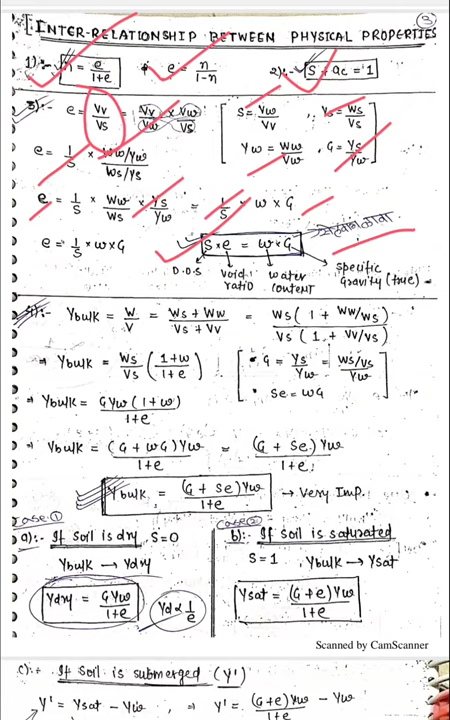 ③
INTER-RELATIONSHIP BETWEEN PHYSICAL PROPERTIES
1):- n = e/(1+e) & e = n/(1-n) 2):- S + ac = 1
3):- e = Vv/Vs = Vv/Vw × Vw/Vs [ S = Vw/Vv , γs = Ws/Vs
e = 1/S × (Ww/γw)/(Ws/γs) γw = Ww/Vw , G = γs/γw ]
e = 1/S × Ww/Ws × γs/γw = 1/S × w × G
e = 1/S × w × G S×e = w×G
D.O.S void ratio water content specific gravity (true)
4):- γbulk = W/V = (Ws + Ww)/(Vs + Vv) = Ws(1 + Ww/Ws)/Vs(1 + Vv/Vs)
⇒ γbulk = Ws/Vs ((1+w)/(1+e)) [ G = γs/γw = (Ws/Vs)/γw
⇒ γbulk = Gγw(1+w)/(1+e) Se = wG ]
⇒ γbulk = (G + wG)γw/(1+e) = (G + Se)γw/(1+e)
γbulk = (G + Se)γw/(1+e) → Very Imp.
case-①
a):- If soil is dry, S=0
γbulk → γdry
γdry = Gγw/(1+e) γd ∝ 1/e
case②
b):- If soil is saturated
S = 1 , γbulk → γsat
γsat = (G+e)γw/(1+e)
Scanned by CamScanner
c):- If soil is submerged (γ')
γ' = γsat - γw ⇒ γ' = (G+e)γw/(1+e) - γw